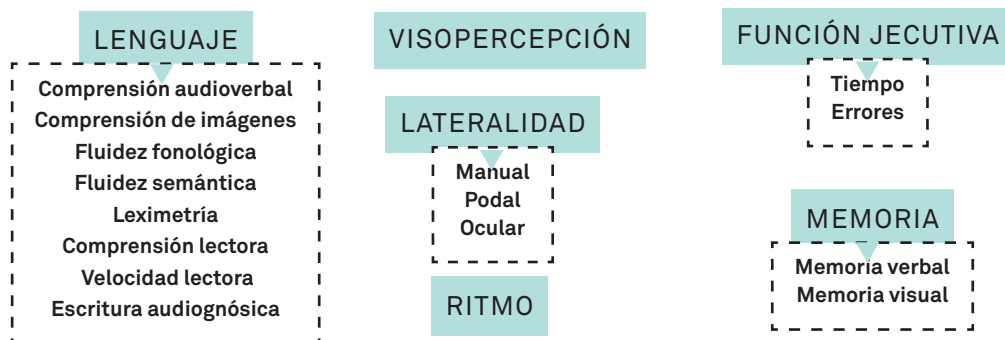 LENGUAJE
Comprensión audioverbal
Comprensión de imágenes
Fluidez fonológica
Fluidez semántica
Leximetría
Comprensión lectora
Velocidad lectora
Escritura audiognósica
VISOPERCEPCIÓN
LATERALIDAD
Manual
Podal
Ocular
RITMO
FUNCIÓN JECUTIVA
Tiempo
Errores
MEMORIA
Memoria verbal
Memoria visual